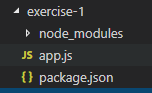 exercise-1
node_modules
JS app.js
{} package.json